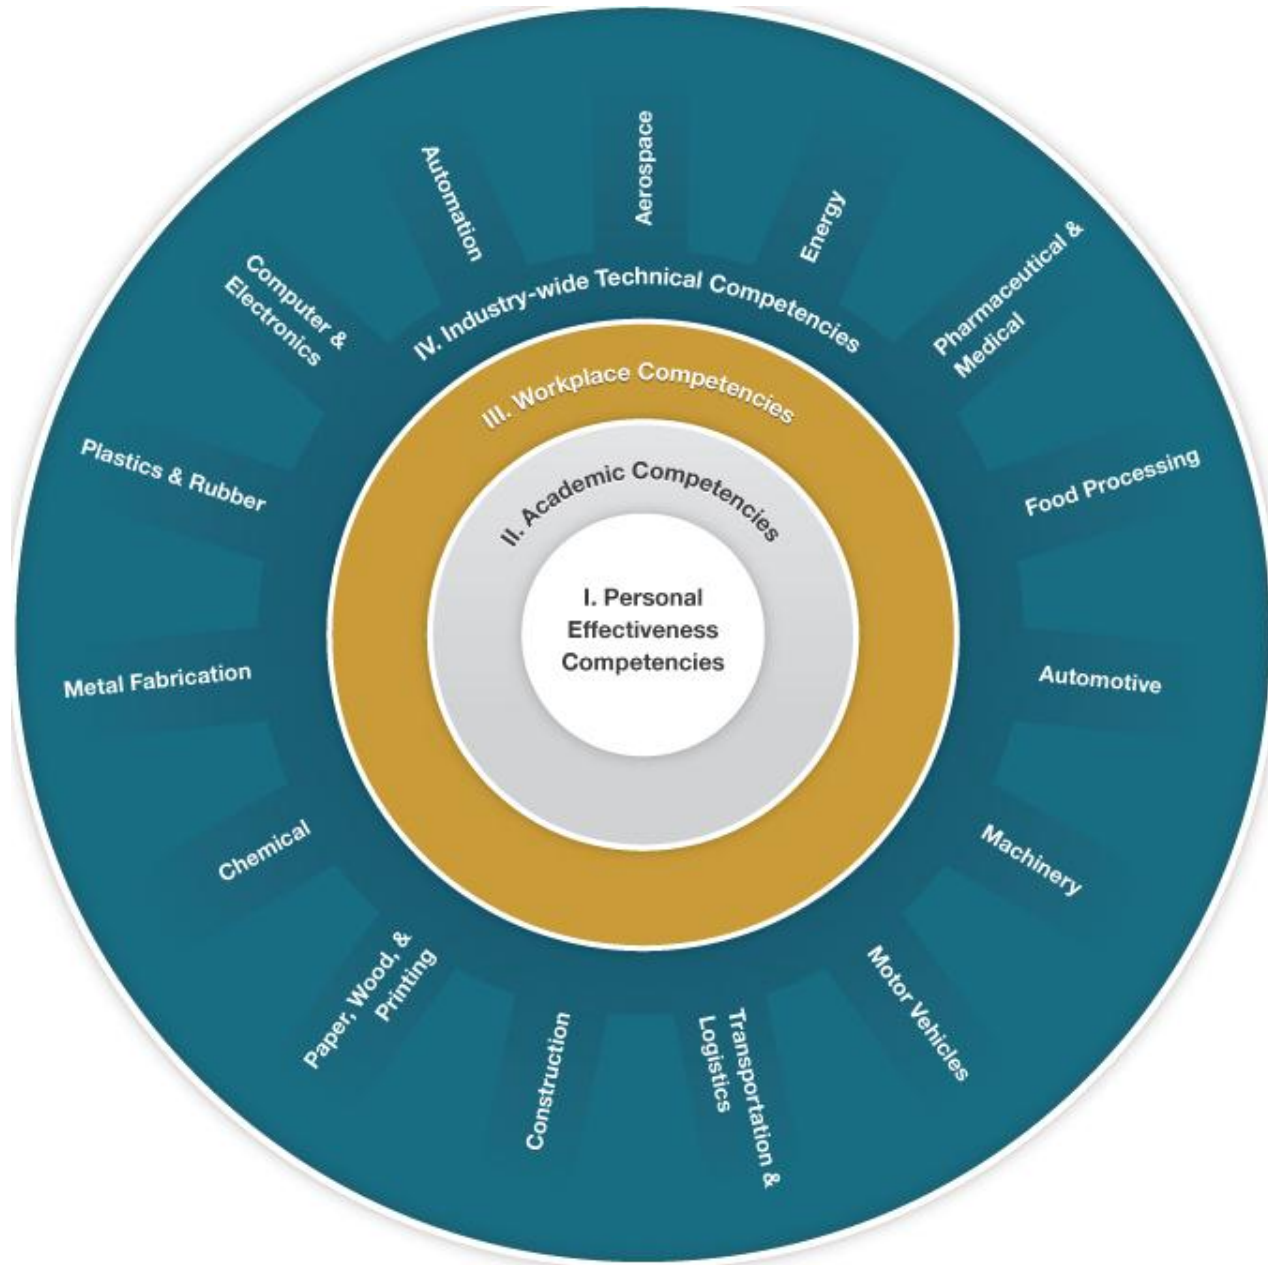 Aerospace
Energy
Pharmaceutical &
Medical
Food Processing
Automotive
Machinery
Motor Vehicles
Transportation &
Logistics
Construction
Paper, Wood, &
Printing
Chemical
Metal Fabrication
Plastics & Rubber
Computer &
Electronics
Automation
IV. Industry-wide Technical Competencies
III. Workplace Competencies
II. Academic Competencies
I. Personal
Effectiveness
Competencies